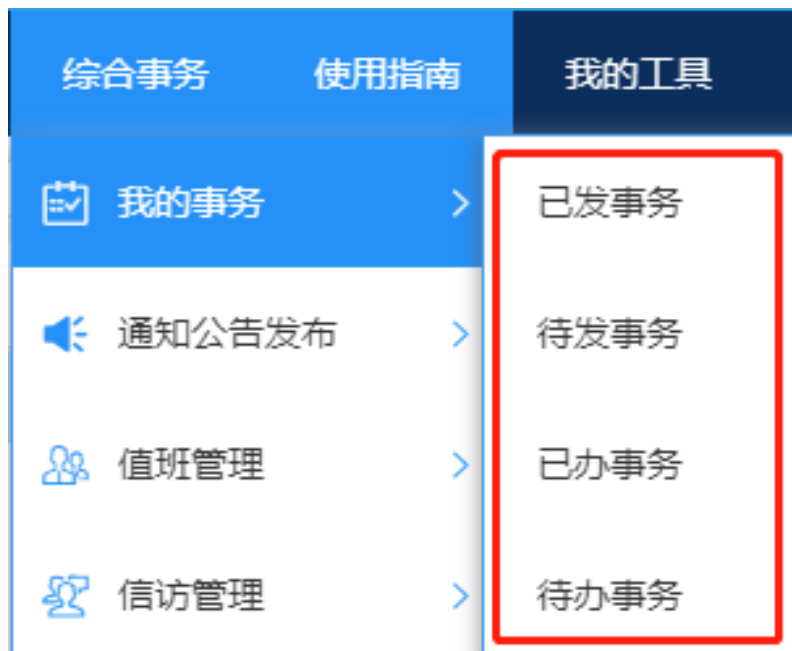 综合事务 使用指南 我的工具
我的事务 已发事务
通知公告发布 待发事务
值班管理 已办事务
信访管理 待办事务